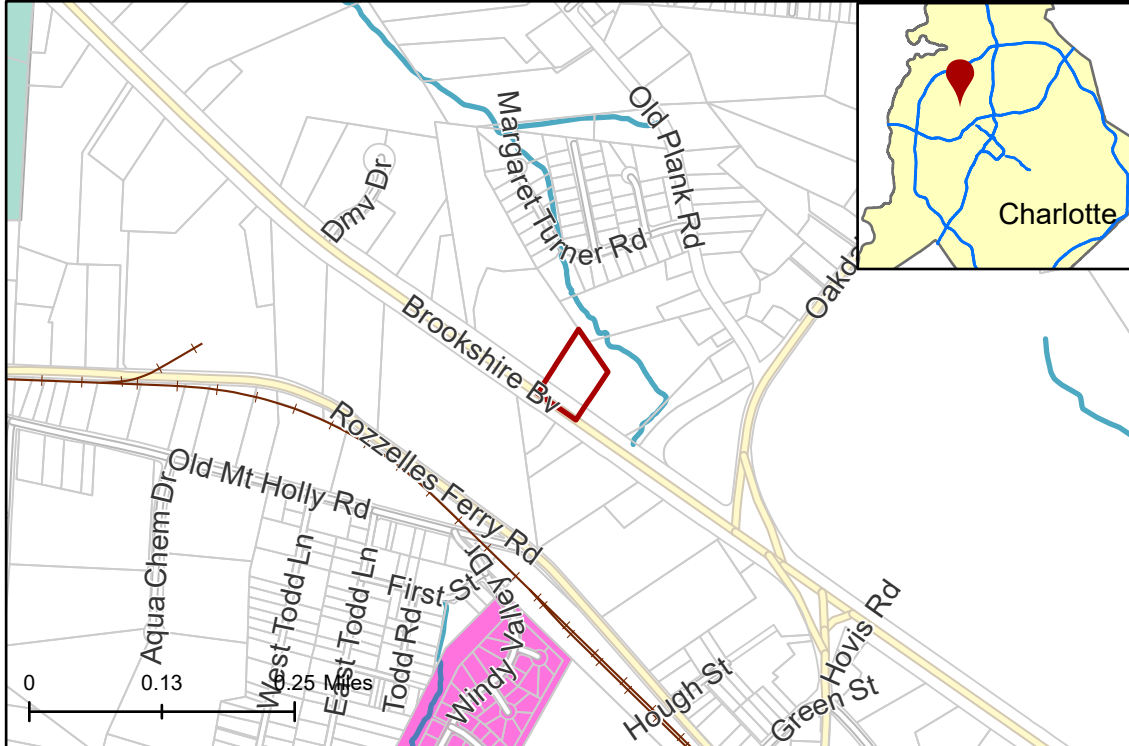 Margaret Turner Rd
Old Plank Rd
Dmv Dr
Charlotte
Brookshire Bv
Rozzelles Ferry Rd
Old Mt Holly Rd
Aqua Chem Dr
West Todd Ln
East Todd Ln
Todd Rd
First St
Windy Valley Dr
Hovis Rd
Hough St
Green St
0 0.13 0.25 Miles